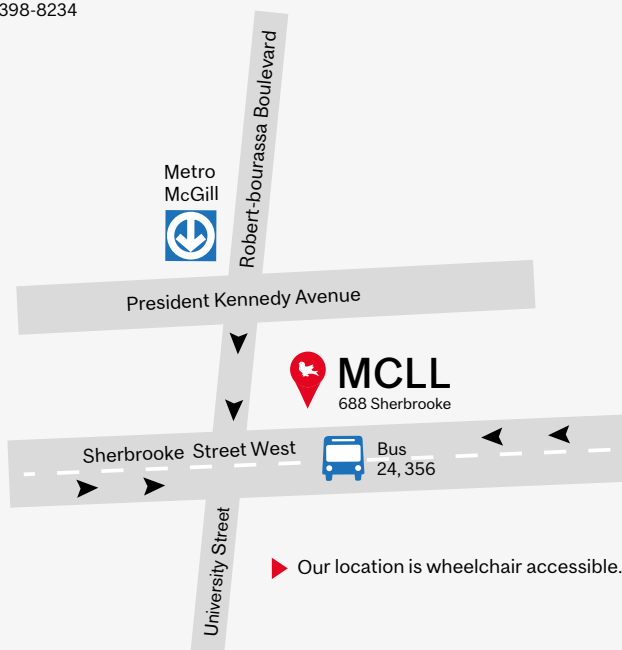 398-8234
Robert-bourassa Boulevard
Metro
McGill
President Kennedy Avenue
MCLL
688 Sherbrooke
Sherbrooke Street West
Bus
24, 356
University Street
Our location is wheelchair accessible.